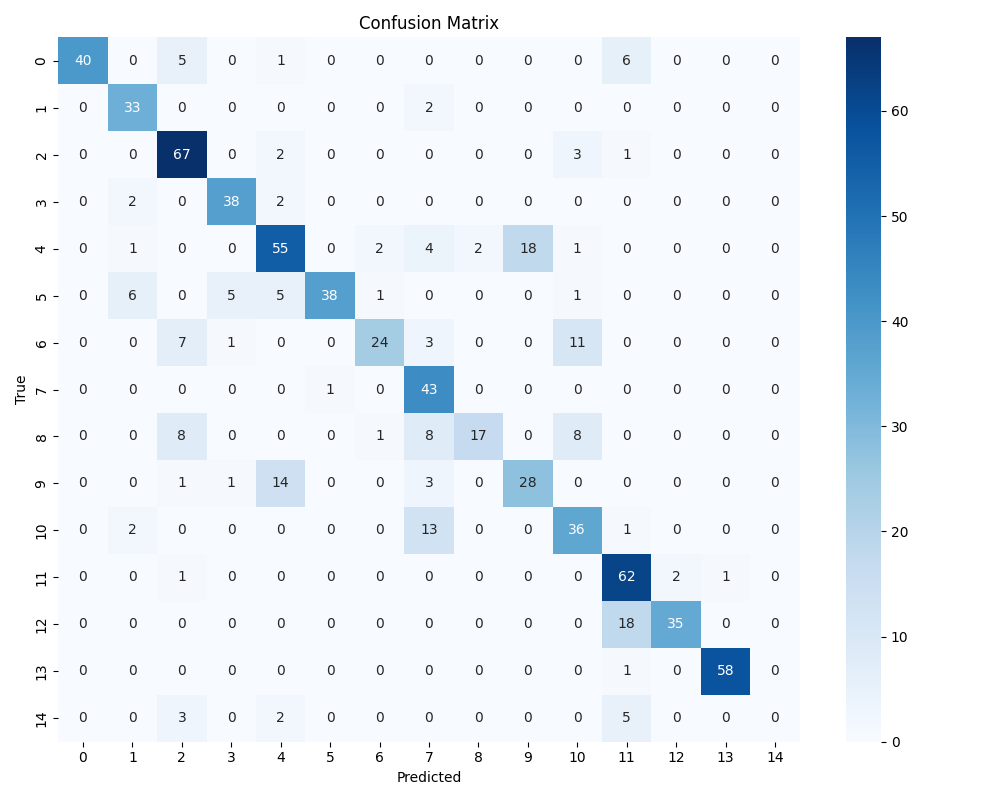 Confusion Matrix
0 40 0 5 0 1 0 0 0 0 0 0 6 0 0 0
1 0 33 0 0 0 0 0 2 0 0 0 0 0 0 0
2 0 0 67 0 2 0 0 0 0 0 3 1 0 0 0
3 0 2 0 38 2 0 0 0 0 0 0 0 0 0 0
4 0 1 0 0 55 0 2 4 2 18 1 0 0 0 0
5 0 6 0 5 5 38 1 0 0 0 1 0 0 0 0
6 0 0 7 1 0 0 24 3 0 0 11 0 0 0 0
7 0 0 0 0 0 1 0 43 0 0 0 0 0 0 0
8 0 0 8 0 0 0 1 8 17 0 8 0 0 0 0
9 0 0 1 1 14 0 0 3 0 28 0 0 0 0 0
10 0 2 0 0 0 0 0 13 0 0 36 1 0 0 0
11 0 0 1 0 0 0 0 0 0 0 0 62 2 1 0
12 0 0 0 0 0 0 0 0 0 0 0 18 35 0 0
13 0 0 0 0 0 0 0 0 0 0 0 1 0 58 0
14 0 0 3 0 2 0 0 0 0 0 0 5 0 0 0
0 1 2 3 4 5 6 7 8 9 10 11 12 13 14
Predicted
True
60
50
40
30
20
10
0